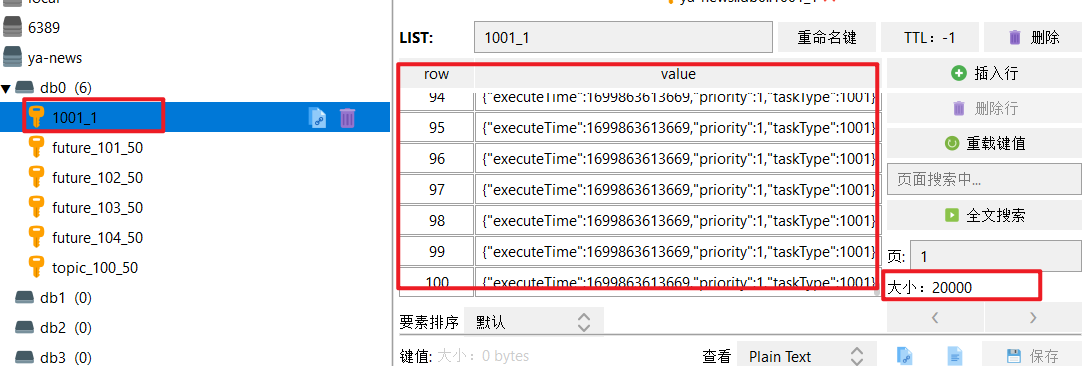 6389
ya-news
db0 (6)
1001_1
future_101_50
future_102_50
future_103_50
future_104_50
topic_100_50
db1 (0)
db2 (0)
db3 (0)
LIST:
1001_1
重命名键
TTL：-1
删除
row value
94 {"executeTime":1699863613669,"priority":1,"taskType":1001}
95 {"executeTime":1699863613669,"priority":1,"taskType":1001}
96 {"executeTime":1699863613669,"priority":1,"taskType":1001}
97 {"executeTime":1699863613669,"priority":1,"taskType":1001}
98 {"executeTime":1699863613669,"priority":1,"taskType":1001}
99 {"executeTime":1699863613669,"priority":1,"taskType":1001}
100 {"executeTime":1699863613669,"priority":1,"taskType":1001}
插入行
删除行
重载键值
页面搜索中...
全文搜索
页: 1
大小：20000
要素排序 默认
键值: 大小：0 bytes
查看 Plain Text
保存